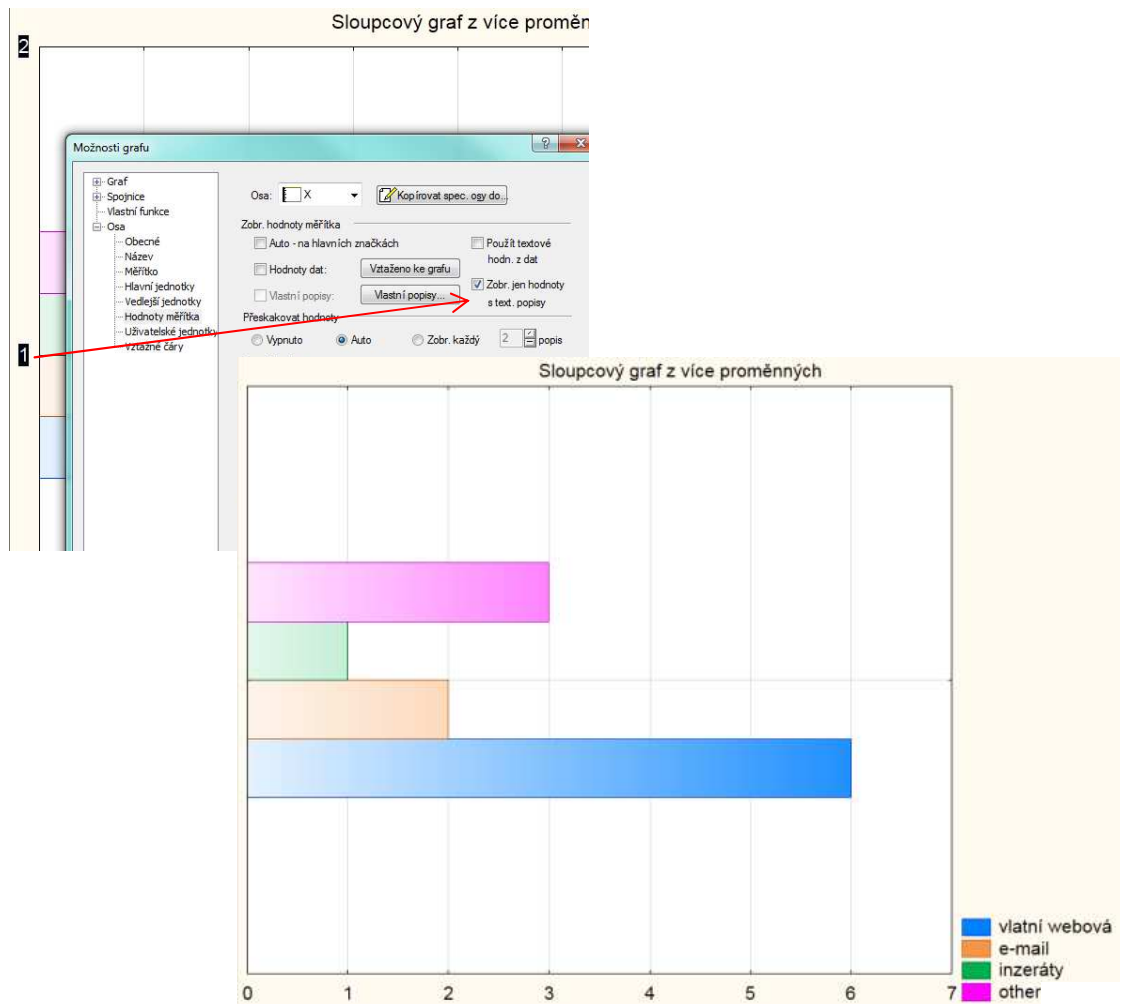 Sloupcový graf z více proměn
2
Možnosti grafu
Graf
Spojnice
Vlastní funkce
Osa
Obecné
Název
Měřítko
Hlavní jednotky
Vedlejší jednotky
Hodnoty měřítka
Uživatelské jednotky
Vztažné čáry
Osa: X Kopírovat spec. osy do...
Zobr. hodnoty měřítka
Auto - na hlavních značkách
Použít textové
hodn. z dat
Hodnoty dat: Vztaženo ke grafu
Zobr. jen hodnoty
s text. popisy
Vlastní popisy: Vlastní popisy...
Přeskakovat hodnoty
Vypnuto Auto Zobr. každý 2 popis
1
Sloupcový graf z více proměnných
vlatní webová
e-mail
inzeráty
other
0 1 2 3 4 5 6 7